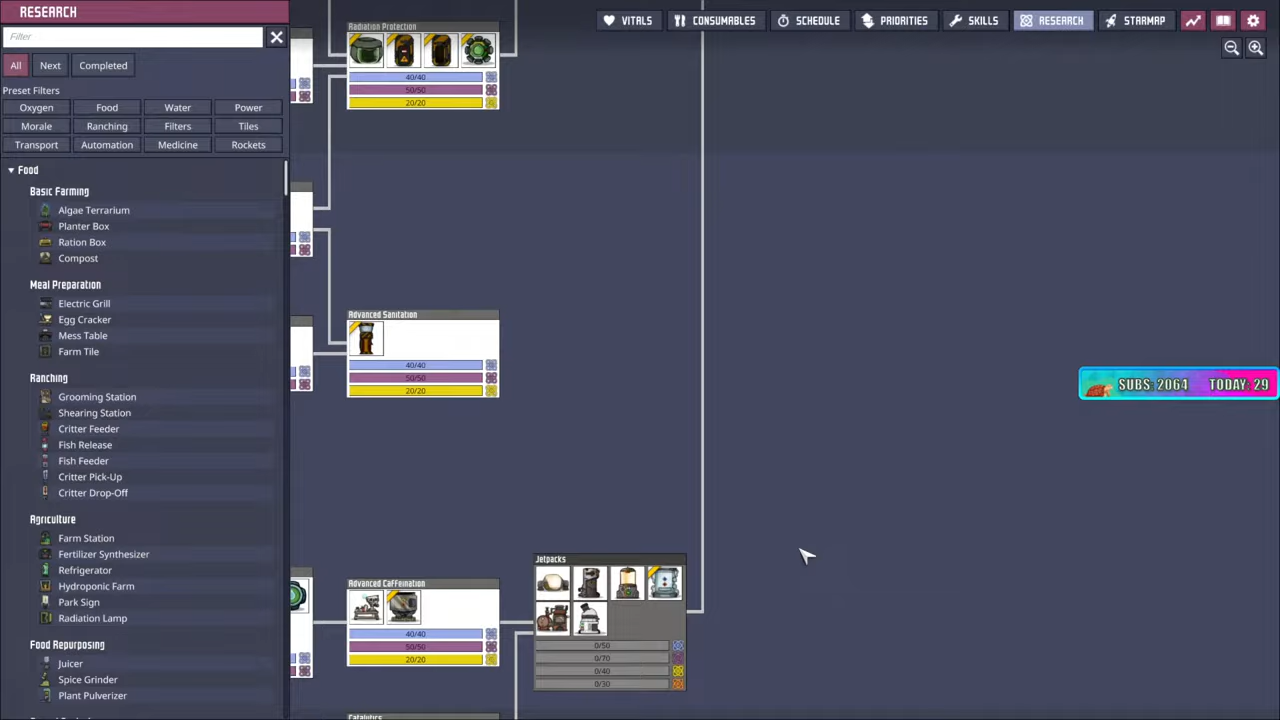 RESEARCH
VITALS
CONSUMABLES
SCHEDULE
PRIORITIES
SKILLS
RESEARCH
STARMAP
Filter
All
Next
Completed
Preset Filters
Oxygen
Food
Water
Power
Morale
Ranching
Filters
Tiles
Transport
Automation
Medicine
Rockets
Food
Basic Farming
Algae Terrarium
Planter Box
Ration Box
Compost
Meal Preparation
Electric Grill
Egg Cracker
Mess Table
Farm Tile
Ranching
Grooming Station
Shearing Station
Critter Feeder
Fish Release
Fish Feeder
Critter Pick-Up
Critter Drop-Off
Agriculture
Farm Station
Fertilizer Synthesizer
Refrigerator
Hydroponic Farm
Park Sign
Radiation Lamp
Food Repurposing
Juicer
Spice Grinder
Plant Pulverizer
Radiation Protection
40/40
50/50
20/20
Advanced Sanitation
40/40
50/50
20/20
Advanced Caffeination
40/40
50/50
20/20
Jetpacks
0/50
0/70
0/40
0/30
Catalytics
SUBS: 2064 TODAY: 29